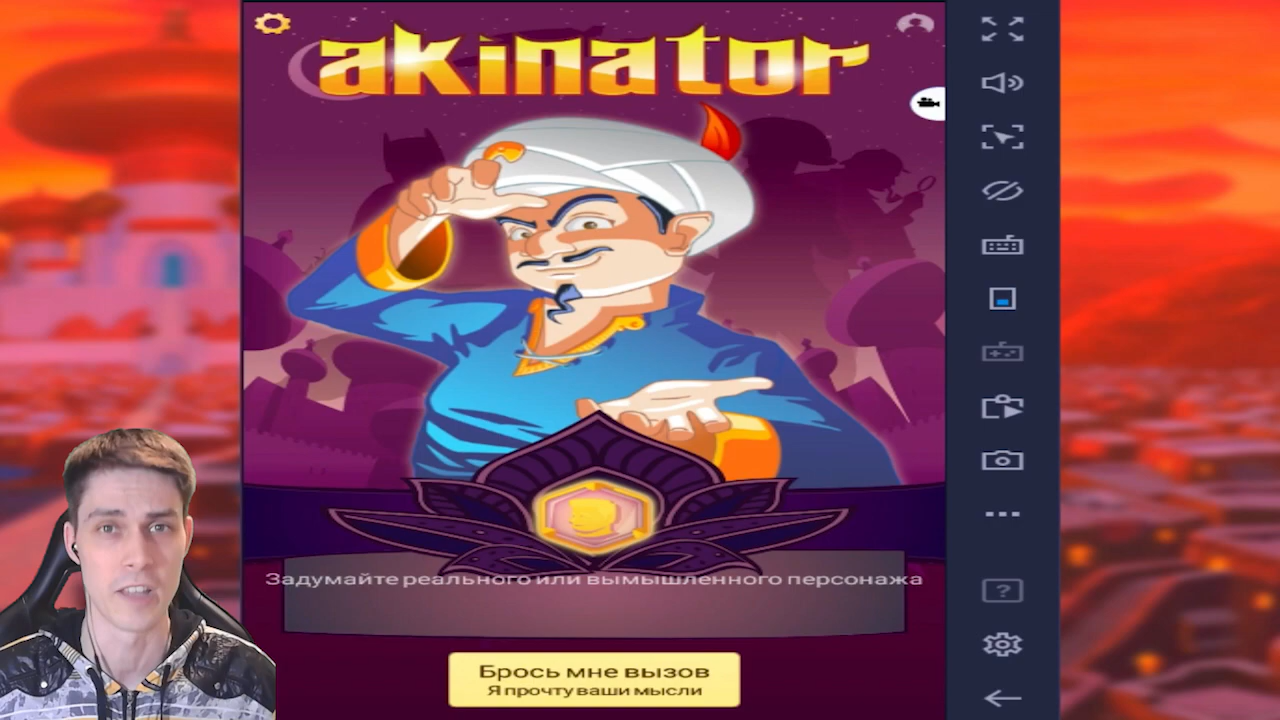 akinator
Задумайте реального или вымышленного персонажа
Брось мне вызов
Я прочту ваши мысли
?